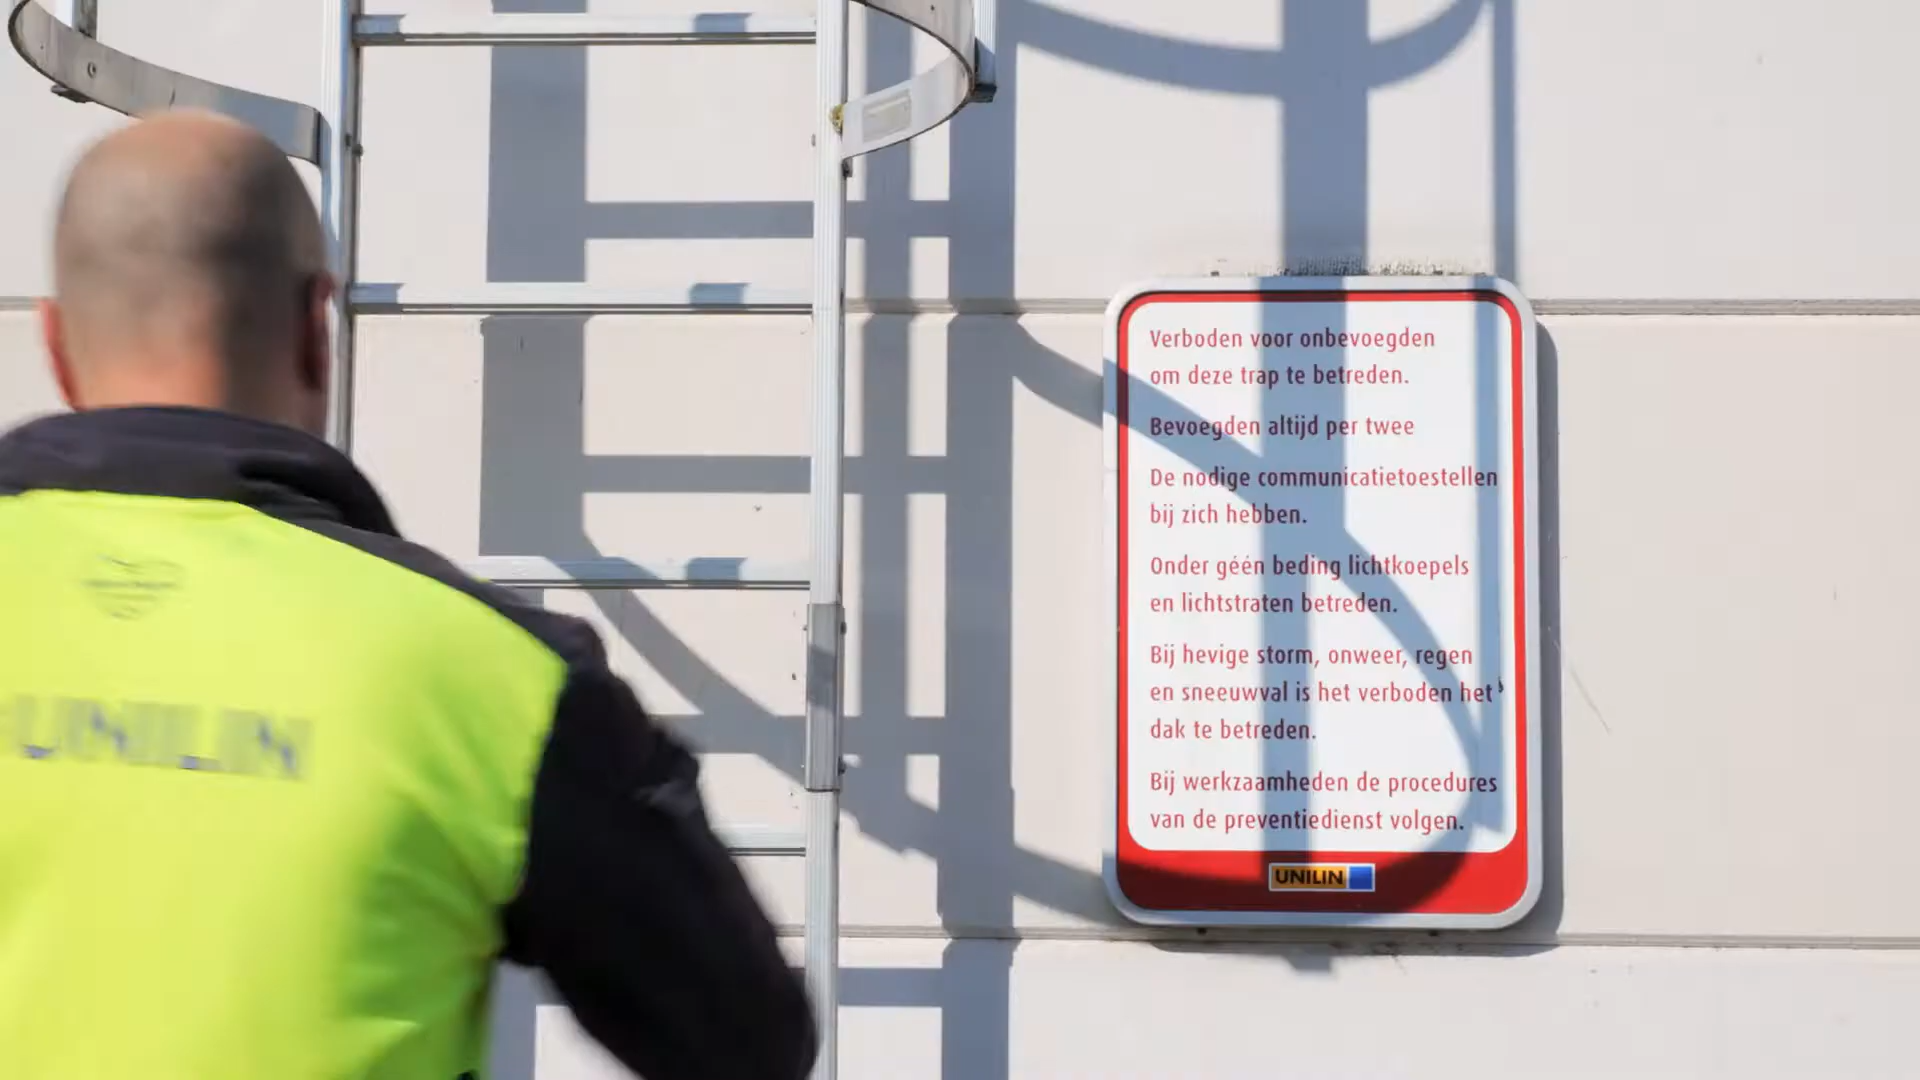 Verboden voor onbevoegden
om deze trap te betreden.
Bevoegden altijd per twee
De nodige communicatietoestellen
bij zich hebben.
Onder géén beding lichtkoepels
en lichtstraten betreden.
Bij hevige storm, onweer, regen
en sneeuwval is het verboden het
dak te betreden.
Bij werkzaamheden de procedures
van de preventiedienst volgen.
UNILIN
UNILIN